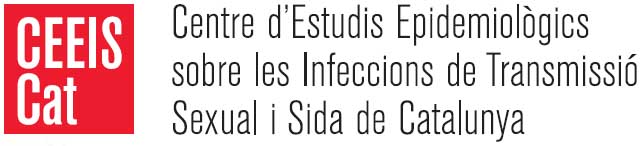 CEEIS
Cat
Centre d'Estudis Epidemiològics
sobre les Infeccions de Transmissió
Sexual i Sida de Catalunya